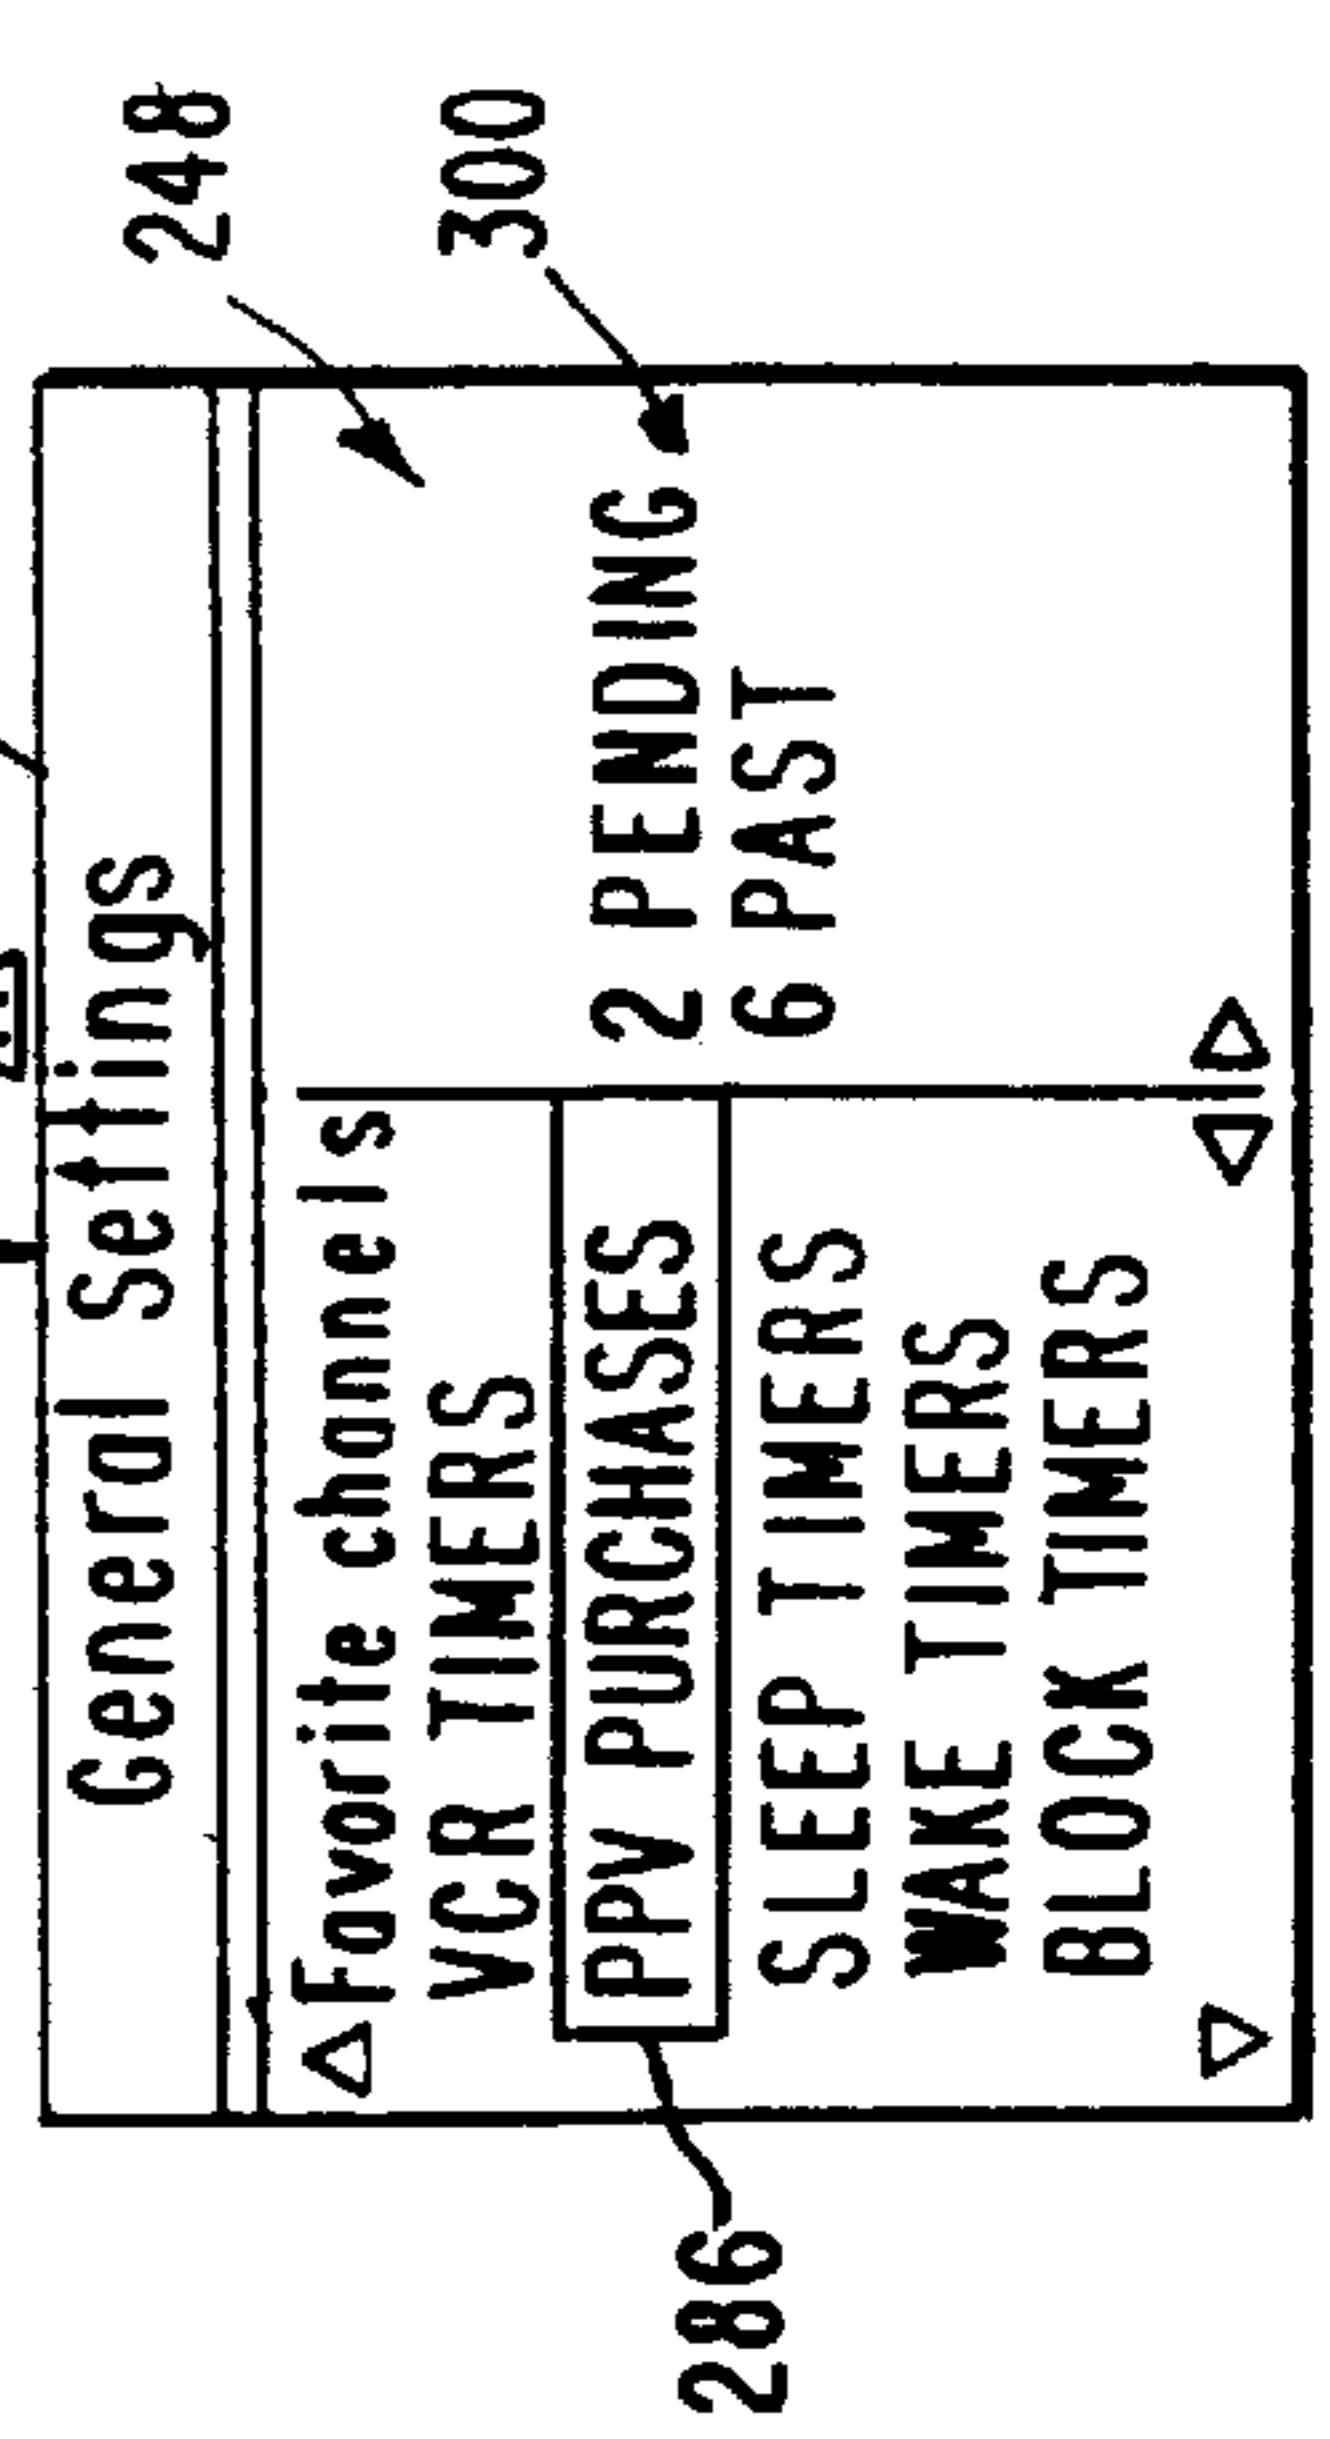 General Settings
248
Favorite channels
VCR TIMERS
300
286
PPV PURCHASES
2 PENDING
6 PAST
SLEEP TIMERS
WAKE TIMERS
BLOCK TIMERS